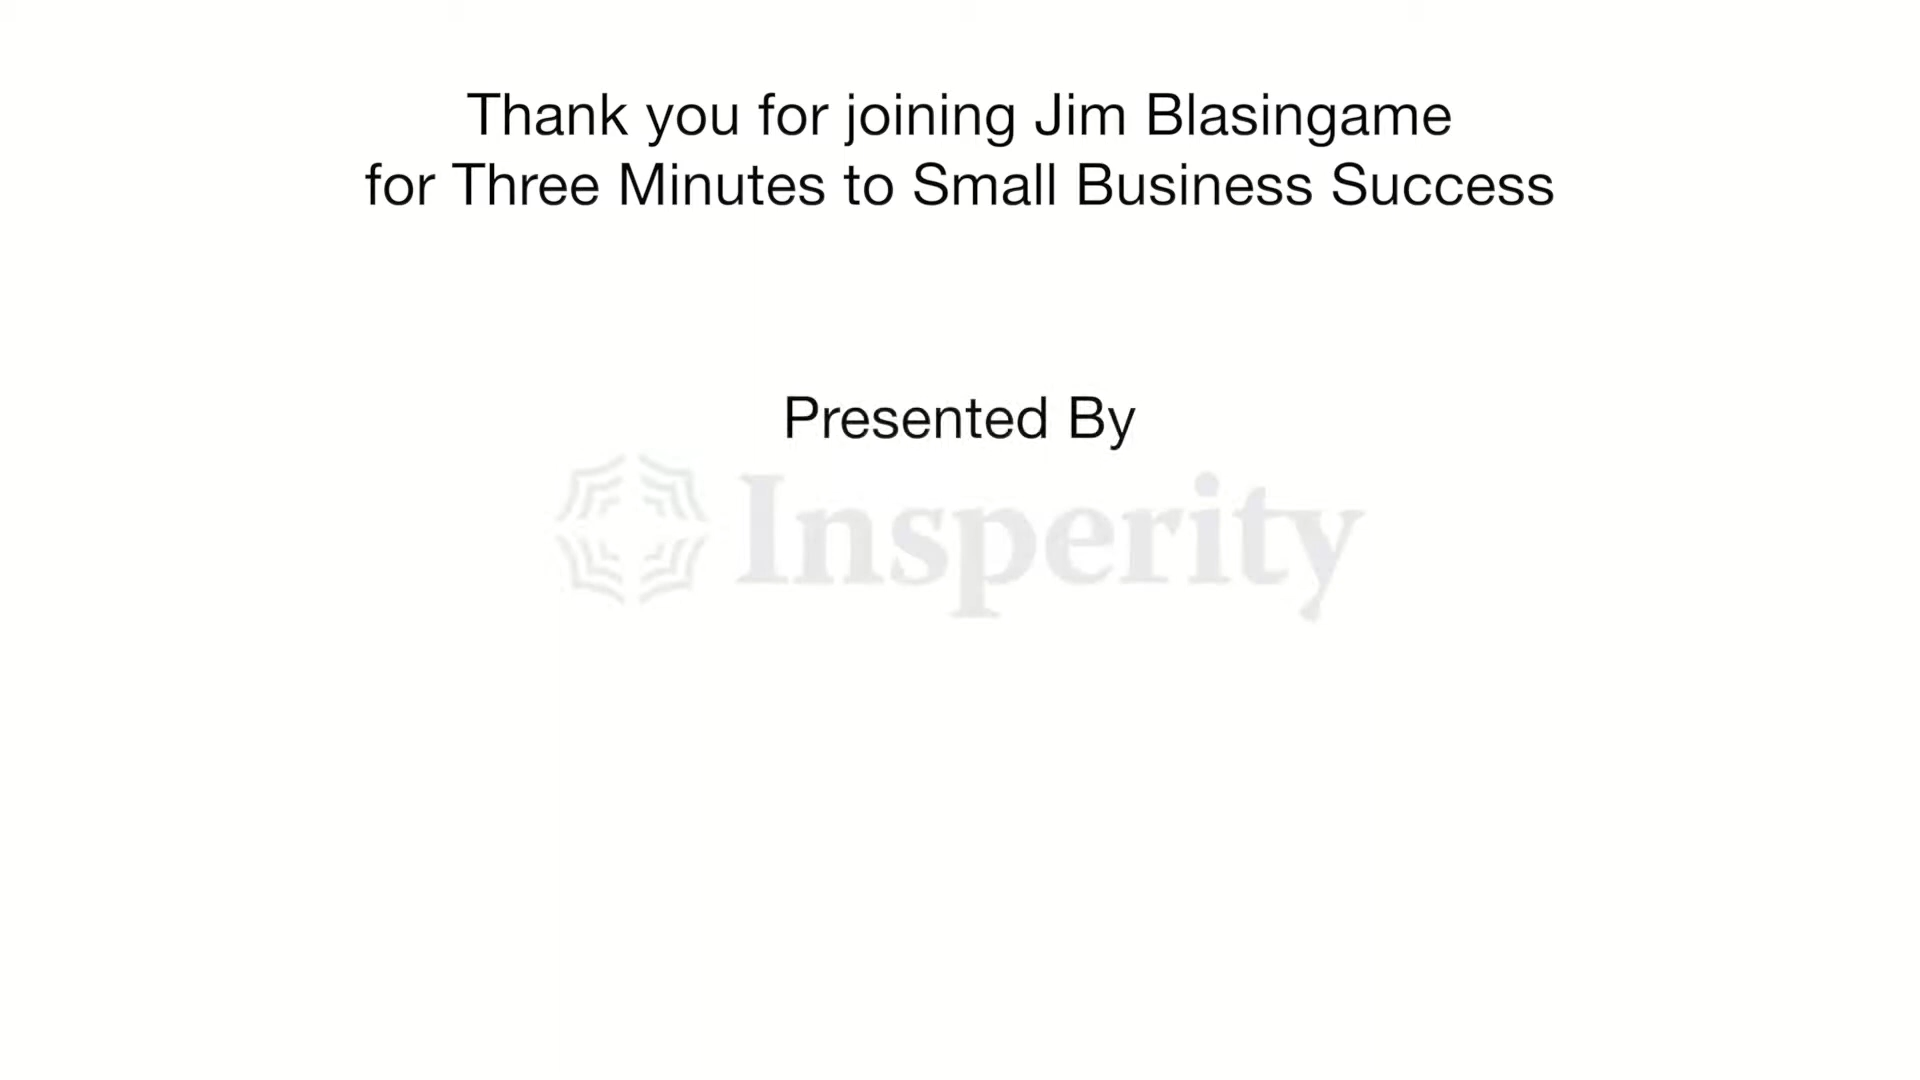 Thank you for joining Jim Blasingame
for Three Minutes to Small Business Success
Presented By
Insperity